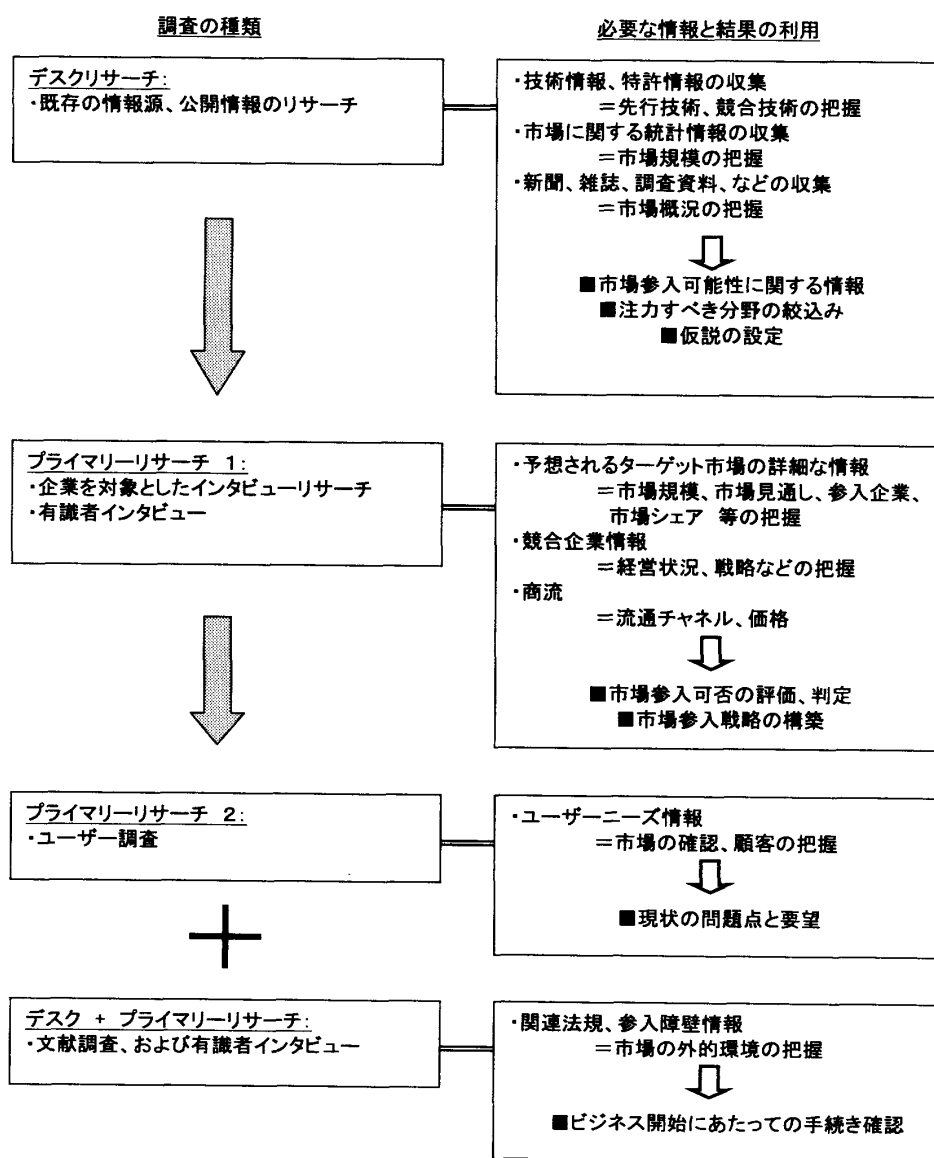 調査の種類
必要な情報と結果の利用
デスクリサーチ:
・既存の情報源、公開情報のリサーチ
・技術情報、特許情報の収集
＝先行技術、競合技術の把握
・市場に関する統計情報の収集
＝市場規模の把握
・新聞、雑誌、調査資料、などの収集
＝市場概況の把握
■市場参入可能性に関する情報
■注力すべき分野の絞込み
■仮説の設定
プライマリーリサーチ 1:
・企業を対象としたインタビューリサーチ
・有識者インタビュー
・予想されるターゲット市場の詳細な情報
＝市場規模、市場見通し、参入企業、
市場シェア 等の把握
・競合企業情報
＝経営状況、戦略などの把握
・商流
＝流通チャネル、価格
■市場参入可否の評価、判定
■市場参入戦略の構築
プライマリーリサーチ 2:
・ユーザー調査
・ユーザーニーズ情報
＝市場の確認、顧客の把握
■現状の問題点と要望
+
デスク + プライマリーリサーチ:
・文献調査、および有識者インタビュー
・関連法規、参入障壁情報
＝市場の外的環境の把握
■ビジネス開始にあたっての手続き確認